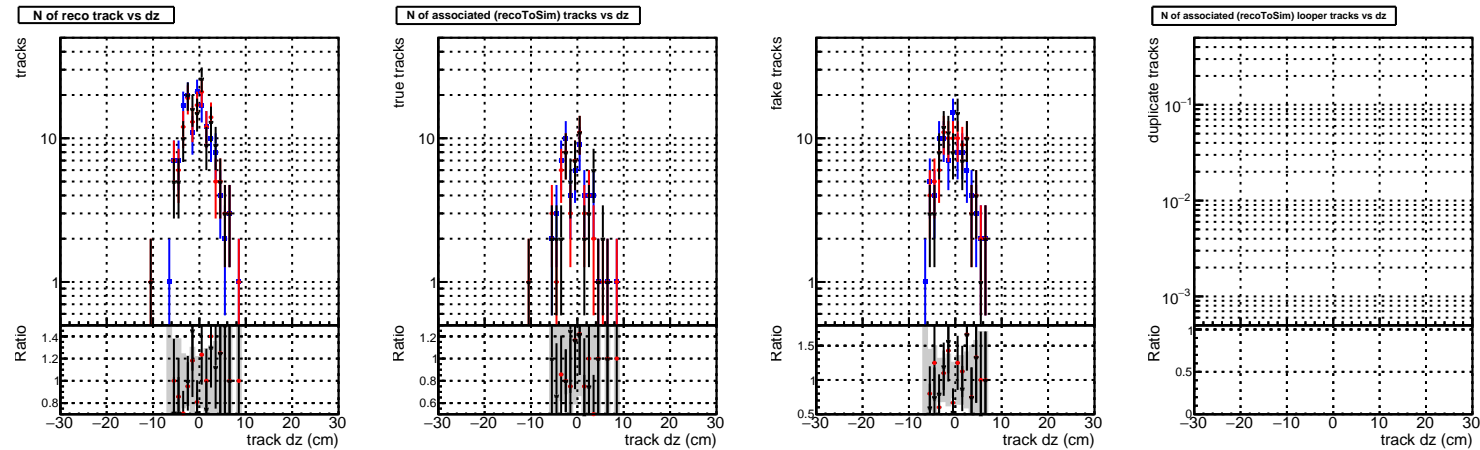 N of reco track vs dz
tracks
10
1
Ratio
1.4
1.2
1
0.8
−30 −20 −10 0 10 20 30
track dz (cm)
N of associated (recoToSim) tracks vs dz
true tracks
10
1
Ratio
1.2
1
0.8
0.6
−30 −20 −10 0 10 20 30
track dz (cm)
fake tracks
10
1
Ratio
1.5
1
0.5
−30 −20 −10 0 10 20 30
track dz (cm)
N of associated (recoToSim) looper tracks vs dz
duplicate tracks
10−1
10−2
10−3
Ratio
1
0.5
0
−30 −20 −10 0 10 20 30
track dz (cm)